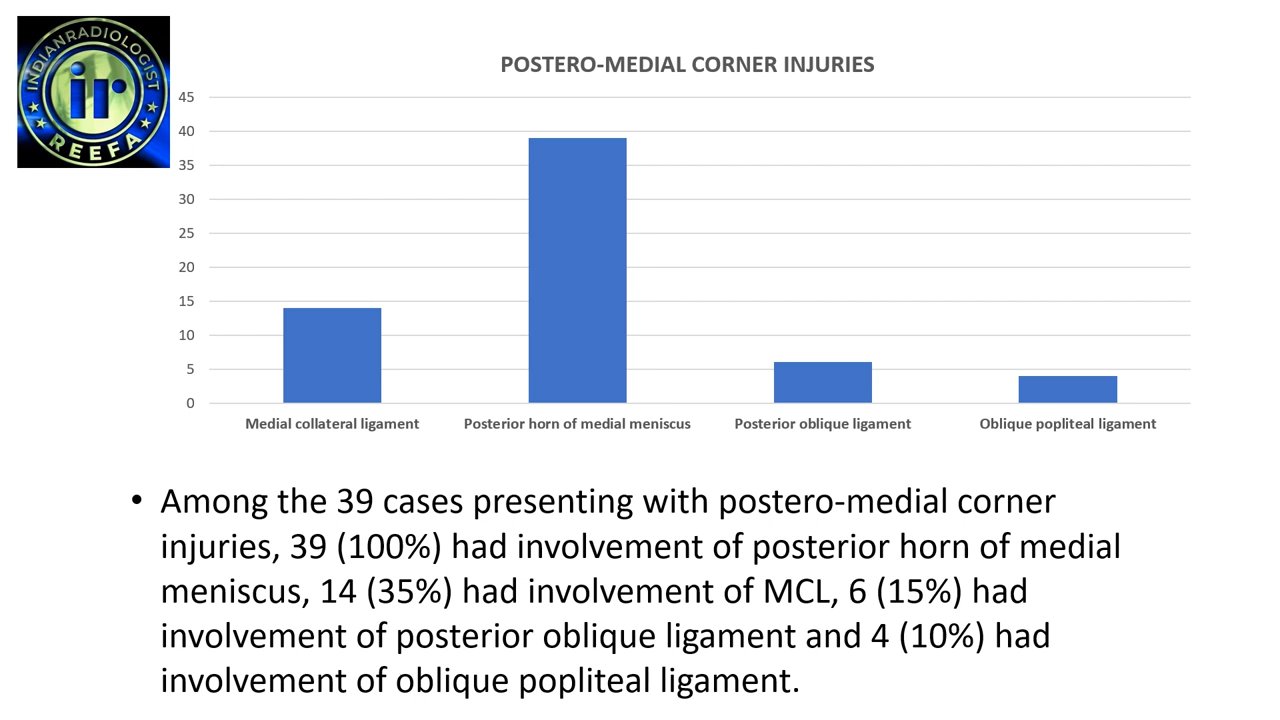 INDIANRADIOLOGIST
ir
REEFA
POSTERO-MEDIAL CORNER INJURIES
45
40
35
30
25
20
15
10
5
0
Medial collateral ligament
Posterior horn of medial meniscus
Posterior oblique ligament
Oblique popliteal ligament
• Among the 39 cases presenting with postero-medial corner
injuries, 39 (100%) had involvement of posterior horn of medial
meniscus, 14 (35%) had involvement of MCL, 6 (15%) had
involvement of posterior oblique ligament and 4 (10%) had
involvement of oblique popliteal ligament.